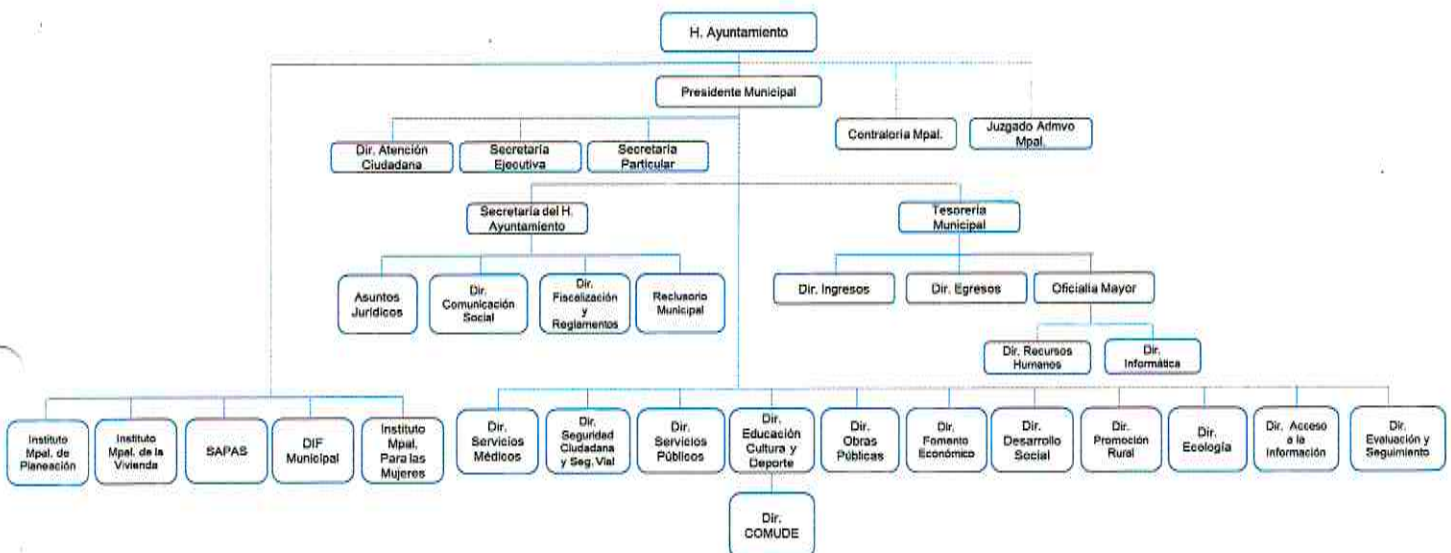 H. Ayuntamiento
Presidente Municipal
Contraloría Mpal.
Juzgado Admvo
Mpal.
Dir. Atención
Ciudadana
Secretaría
Ejecutiva
Secretaría
Particular
Secretaría del H.
Ayuntamiento
Tesorería
Municipal
Asuntos
Jurídicos
Dir.
Comunicación
Social
Dir.
Fiscalización
y
Reglamentos
Reclusorio
Municipal
Dir. Ingresos
Dir. Egresos
Oficialía Mayor
Dir. Recursos
Humanos
Dir.
Informática
Instituto
Mpal. de
Planeación
Instituto
Mpal. de la
Vivienda
SAPAS
DIF
Municipal
Instituto
Mpal.
Para las
Mujeres
Dir.
Servicios
Médicos
Dir.
Seguridad
Ciudadana
y Seg. Vial
Dir.
Servicios
Públicos
Dir.
Educación
Cultura y
Deporte
Dir.
Obras
Públicas
Dir.
Fomento
Económico
Dir.
Desarrollo
Social
Dir.
Promoción
Rural
Dir.
Ecología
Dir. Acceso
a la
Información
Dir.
Evaluación y
Seguimiento
Dir.
COMUDE